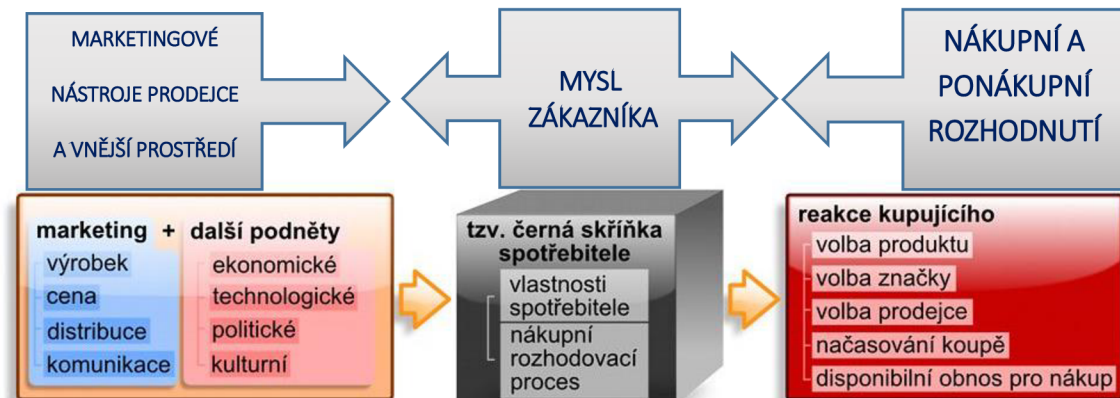 MARKETINGOVÉ
NÁSTROJE PRODEJCE
A VNĚJŠÍ PROSTŘEDÍ
MYSL
ZÁKAZNÍKA
NÁKUPNÍ A
PONÁKUPNÍ
ROZHODNUTÍ
marketing + další podněty
výrobek
cena
distribuce
komunikace
ekonomické
technologické
politické
kulturní
tzv. černá skříňka
spotřebitele
vlastnosti
spotřebitele
nákupní
rozhodovací
proces
reakce kupujícího
volba produktu
volba značky
volba prodejce
načasování koupě
disponibilní obnos pro nákup